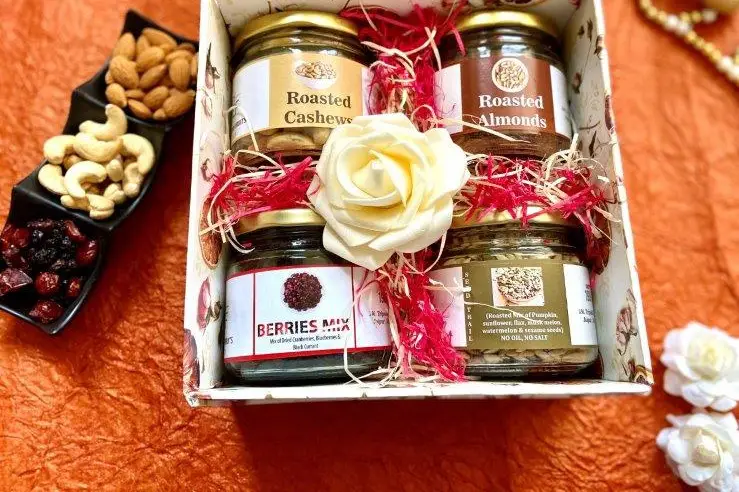 Roasted
Cashews
Roasted
Almonds
BERRIES MIX
Mix of Dried Cranberries, Blueberries &
Black Currant
SEED TRAIL
(Roasted Mix of Pumpkin,
sunflower, flax, musk melon,
watermelon & sesame seeds)
NO OIL, NO SALT